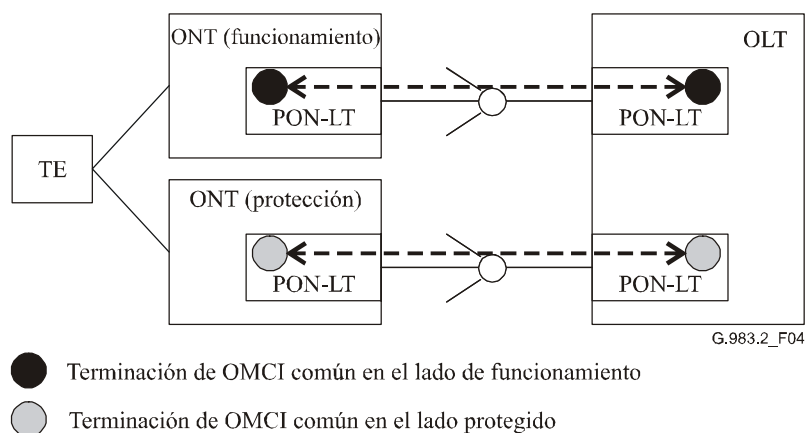 ONT (funcionamiento)
OLT
PON-LT
PON-LT
TE
ONT (protección)
PON-LT
PON-LT
G.983.2_F04
Terminación de OMCI común en el lado de funcionamiento
Terminación de OMCI común en el lado protegido